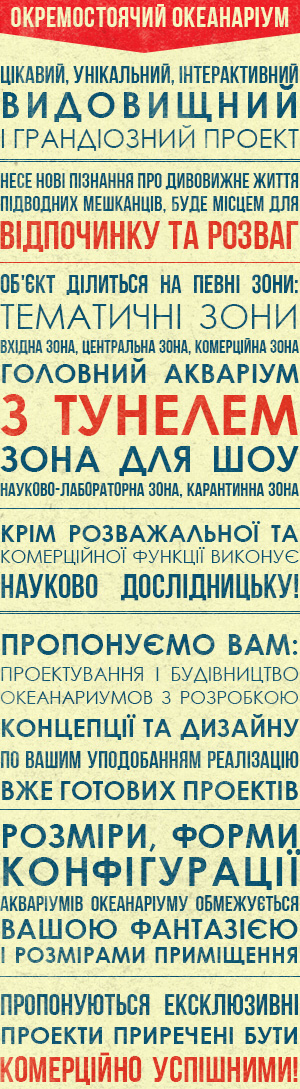 ОКРЕМОСТОЯЧИЙ ОКЕАНАРІУМ
ЦІКАВИЙ, УНІКАЛЬНИЙ, ІНТЕРАКТИВНИЙ
ВИДОВИЩНИЙ
І ГРАНДІОЗНИЙ ПРОЕКТ
НЕСЕ НОВІ ПІЗНАННЯ ПРО ДИВОВИЖНЕ ЖИТТЯ
ПІДВОДНИХ МЕШКАНЦІВ, БУДЕ МІСЦЕМ ДЛЯ
ВІДПОЧИНКУ ТА РОЗВАГ
ОБ'ЄКТ ДІЛИТЬСЯ НА ПЕВНІ ЗОНИ:
ТЕМАТИЧНІ ЗОНИ
ВХІДНА ЗОНА, ЦЕНТРАЛЬНА ЗОНА, КОМЕРЦІЙНА ЗОНА
ГОЛОВНИЙ АКВАРІУМ
З ТУНЕЛЕМ
ЗОНА ДЛЯ ШОУ
НАУКОВО-ЛАБОРАТОРНА ЗОНА, КАРАНТИННА ЗОНА
КРІМ РОЗВАЖАЛЬНОЇ ТА
КОМЕРЦІЙНОЇ ФУНКЦІЇ ВИКОНУЄ
НАУКОВО ДОСЛІДНИЦЬКУ!
ПРОПОНУЄМО ВАМ:
ПРОЕКТУВАННЯ І БУДІВНИЦТВО
ОКЕАНАРИУМОВ З РОЗРОБКОЮ
КОНЦЕПЦІЇ ТА ДИЗАЙНУ
ПО ВАШИМ УПОДОБАННЯМ РЕАЛІЗАЦІЮ
ВЖЕ ГОТОВИХ ПРОЕКТІВ
РОЗМІРИ, ФОРМИ
КОНФІГУРАЦІЇ
АКВАРІУМІВ ОКЕАНАРІУМУ ОБМЕЖУЄТЬСЯ
ВАШОЮ ФАНТАЗІЄЮ
І РОЗМІРАМИ ПРИМІЩЕННЯ
ПРОПОНУЮТЬСЯ ЕКСКЛЮЗИВНІ
ПРОЕКТИ ПРИРЕЧЕНІ БУТИ
КОМЕРЦІЙНО УСПІШНИМИ!